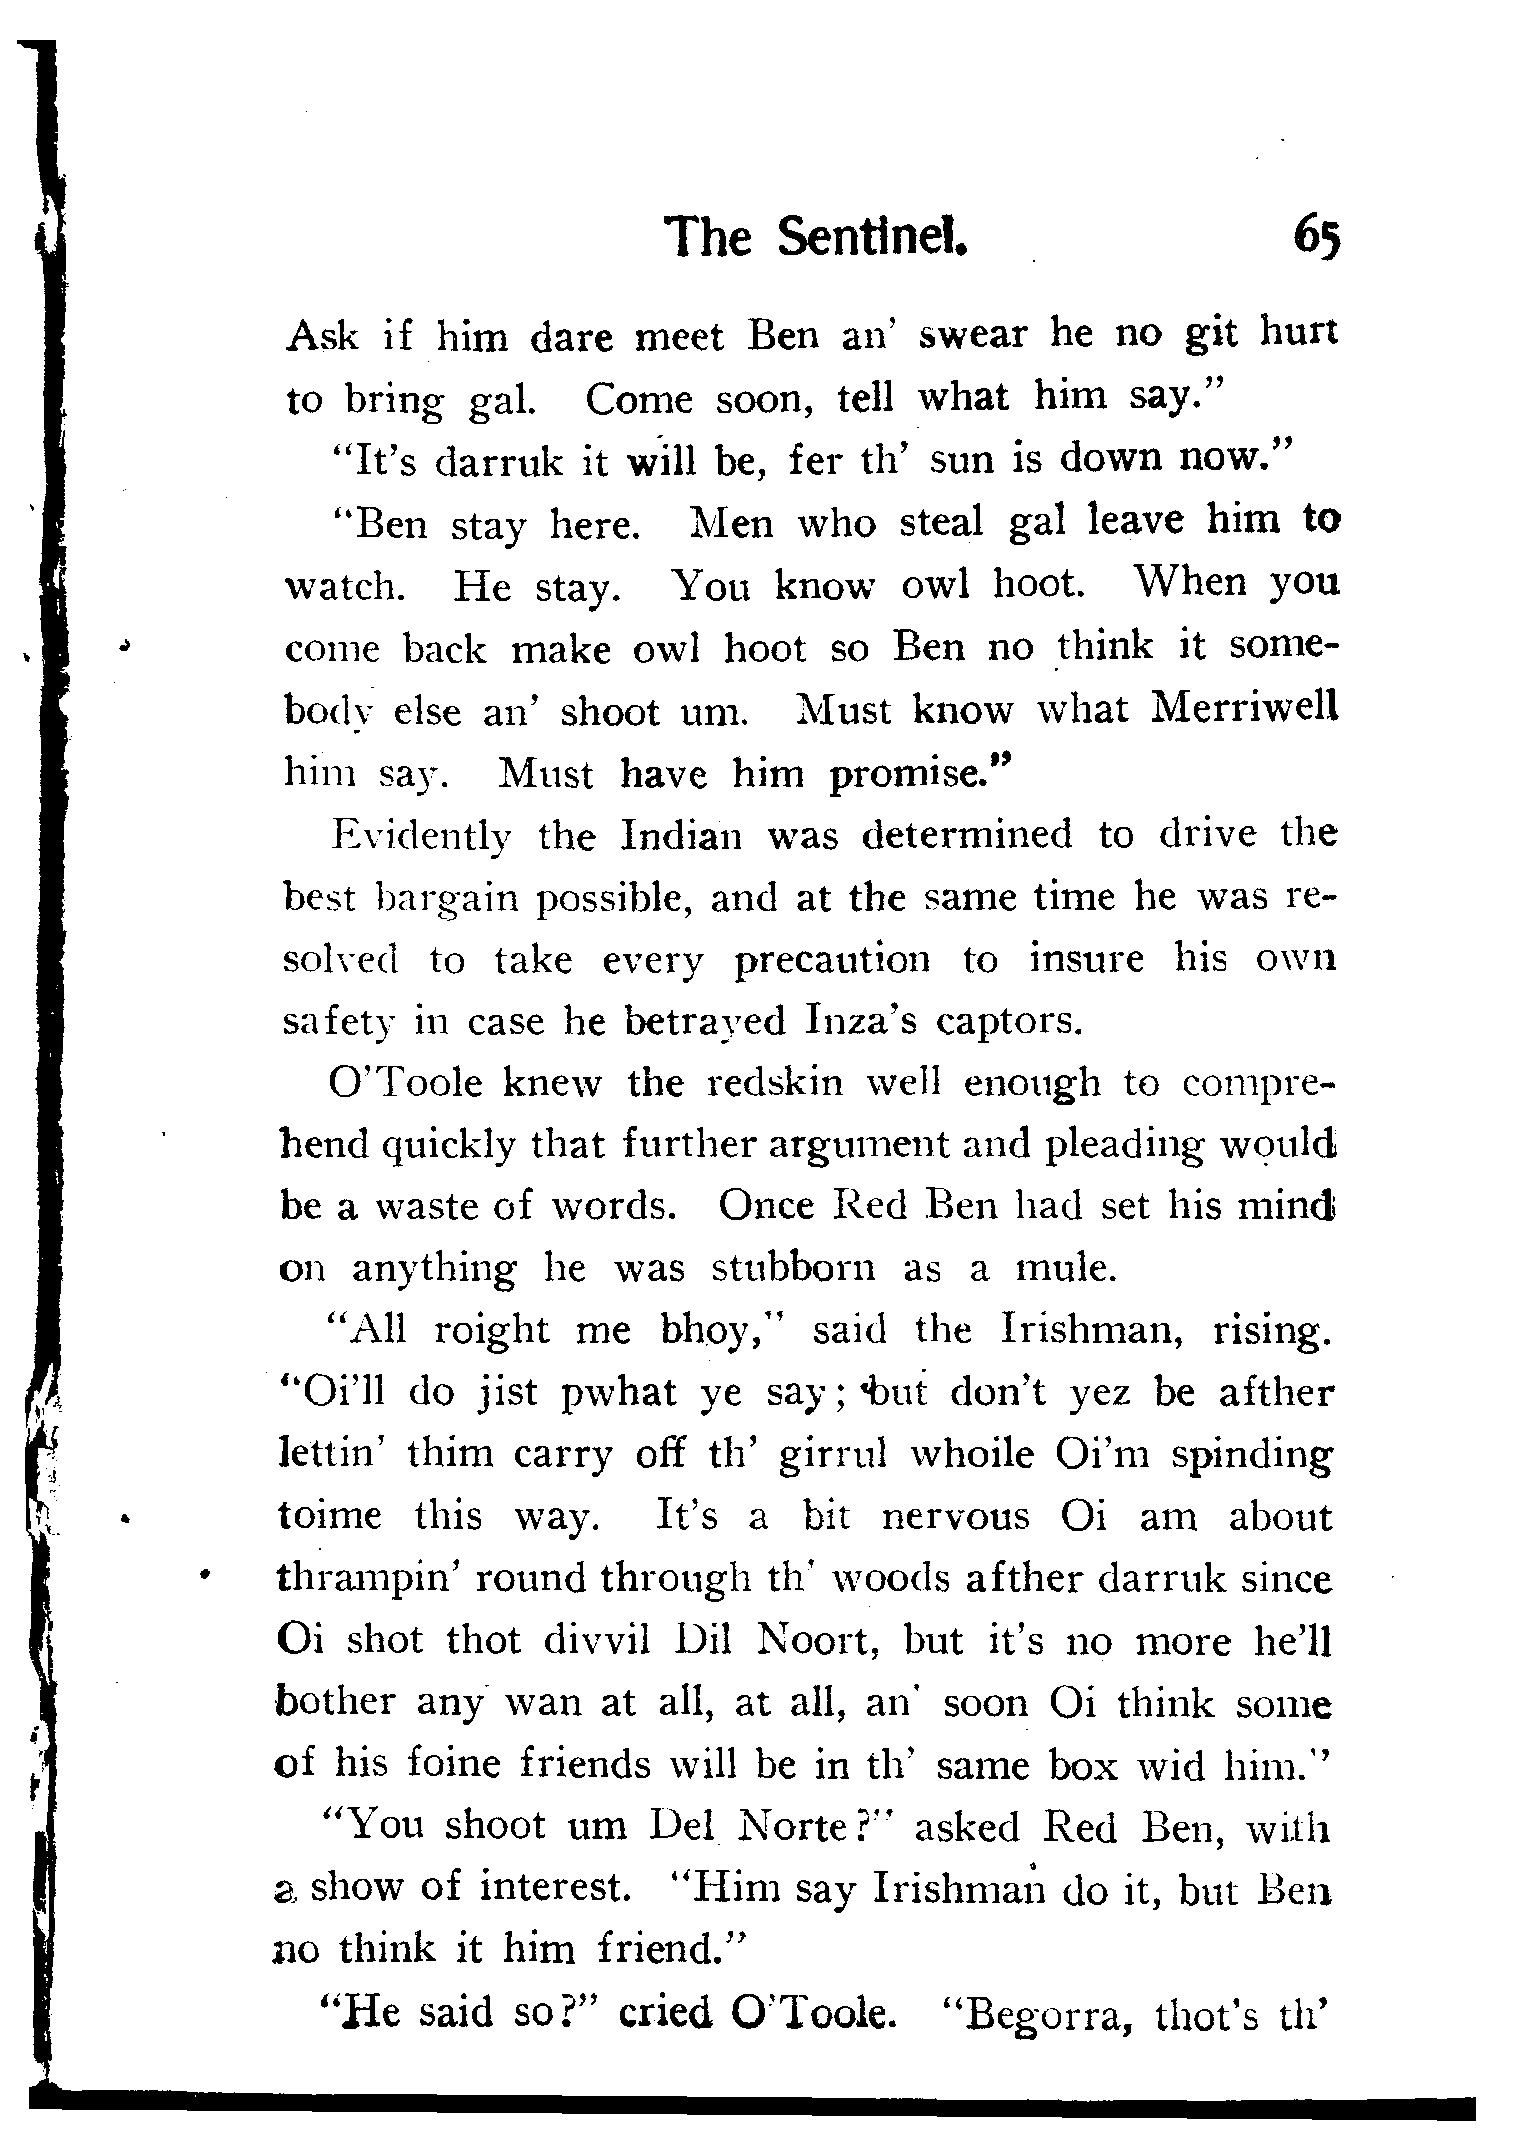 The Sentinel. 65
Ask if him dare meet Ben an' swear he no git hurt
to bring gal. Come soon, tell what him say."
"It's darruk it will be, fer th' sun is down now."
"Ben stay here. Men who steal gal leave him to
watch. He stay. You know owl hoot. When you
come back make owl hoot so Ben no think it some-
body else an' shoot um. Must know what Merriwell
him say. Must have him promise."
Evidently the Indian was determined to drive the
best bargain possible, and at the same time he was re-
solved to take every precaution to insure his own
safety in case he betrayed Inza's captors.
O'Toole knew the redskin well enough to compre-
hend quickly that further argument and pleading would
be a waste of words. Once Red Ben had set his mind
on anything he was stubborn as a mule.
"All roight me bhoy," said the Irishman, rising.
"Oi'll do jist pwhat ye say; but don't yez be afther
lettin' thim carry off th' girrul whoile Oi'm spinding
toime this way. It's a bit nervous Oi am about
thrampin' round through th' woods afther darruk since
Oi shot thot divvil Dil Noort, but it's no more he'll
bother any wan at all, at all, an' soon Oi think some
of his foine friends will be in th' same box wid him."
"You shoot um Del Norte?" asked Red Ben, with
a show of interest. "Him say Irishman do it, but Ben
no think it him friend."
"He said so?" cried O'Toole. "Begorra, thot's th'